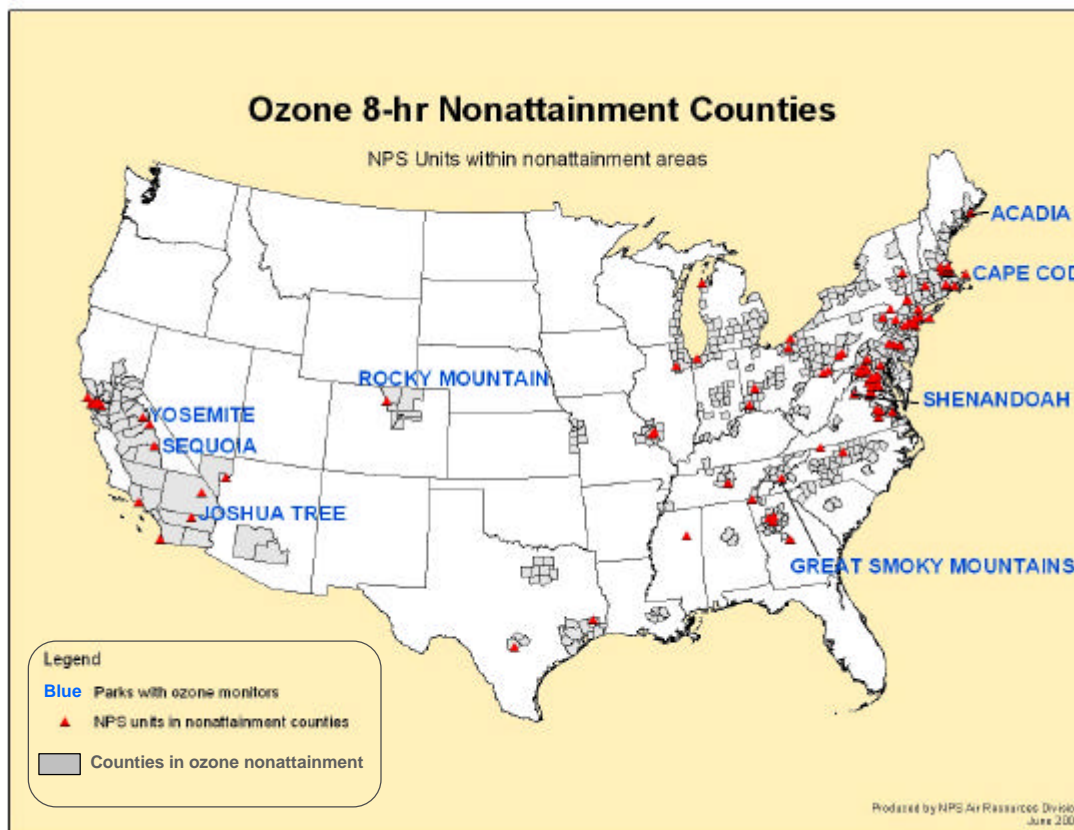 Ozone 8-hr Nonattainment Counties
NPS Units within nonattainment areas
ACADIA
CAPE COD
ROCKY MOUNTAIN
SHENANDOAH
YOSEMITE
SEQUOIA
JOSHUA TREE
GREAT SMOKY MOUNTAINS
Legend
Blue Parks with ozone monitors
NPS units in nonattainment counties
Counties in ozone nonattainment
Produced by NPS Air Resources
June